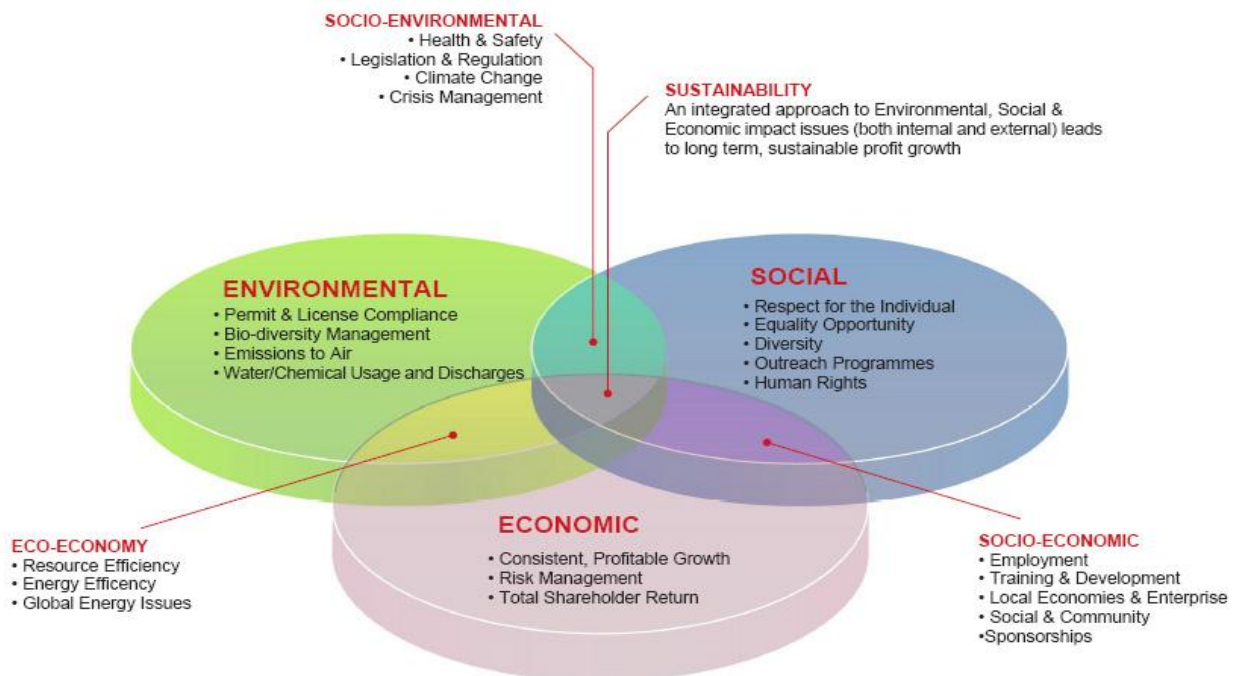 SOCIO-ENVIRONMENTAL
• Health & Safety
• Legislation & Regulation
• Climate Change
• Crisis Management
SUSTAINABILITY
An integrated approach to Environmental, Social &
Economic impact issues (both internal and external) leads
to long term, sustainable profit growth
ENVIRONMENTAL
• Permit & License Compliance
• Bio-diversity Management
• Emissions to Air
• Water/Chemical Usage and Discharges
SOCIAL
• Respect for the Individual
• Equality Opportunity
• Diversity
• Outreach Programmes
• Human Rights
ECO-ECONOMY
• Resource Efficiency
• Energy Efficency
• Global Energy Issues
ECONOMIC
• Consistent, Profitable Growth
• Risk Management
• Total Shareholder Return
SOCIO-ECONOMIC
• Employment
• Training & Development
• Local Economies & Enterprise
• Social & Community
•Sponsorships